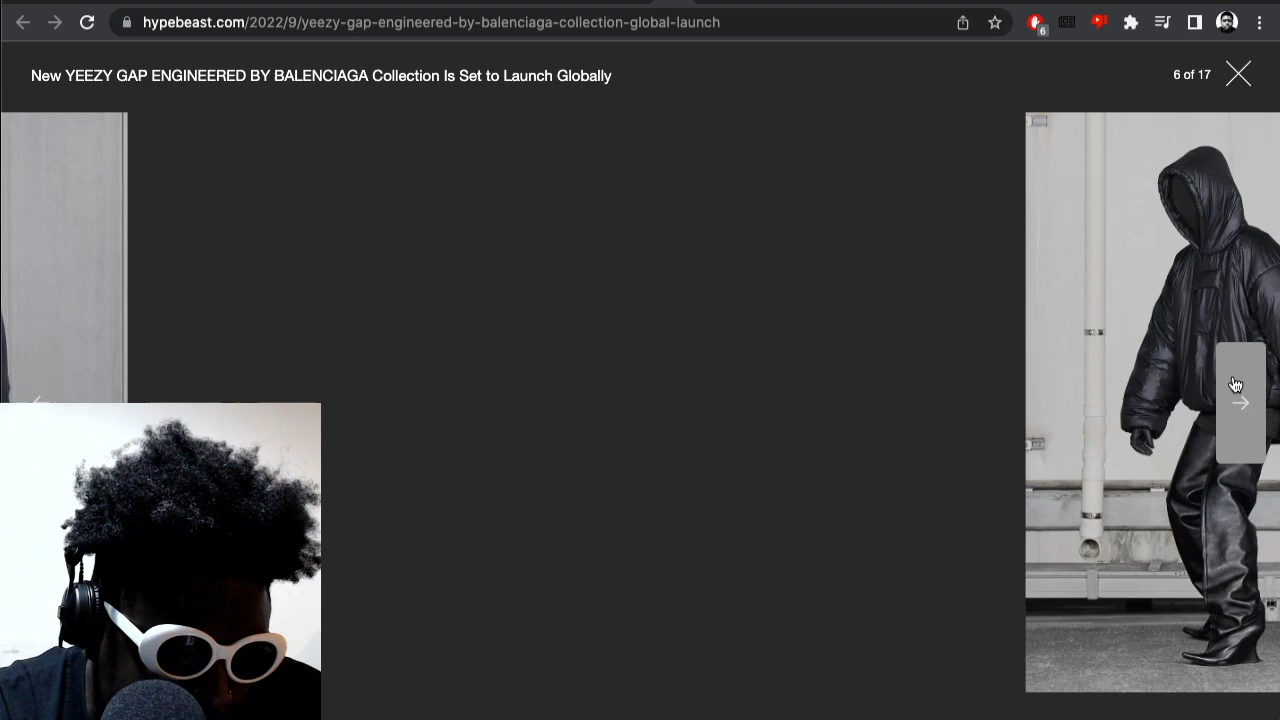 hypebeast.com/2022/9/yeezy-gap-engineered-by-balenciaga-collection-global-launch
6
New YEEZY GAP ENGINEERED BY BALENCIAGA Collection Is Set to Launch Globally
6 of 17